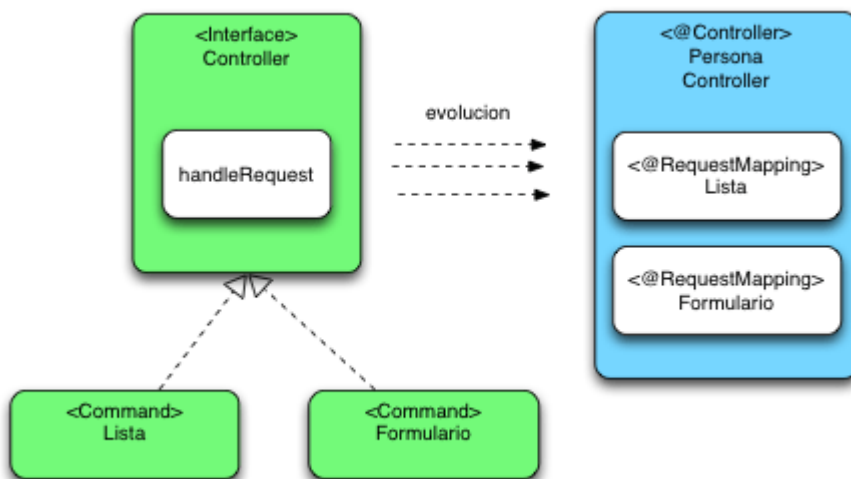 <Interface>
Controller
handleRequest
evolucion
<@Controller>
Persona
Controller
<@RequestMapping>
Lista
<@RequestMapping>
Formulario
<Command>
Lista
<Command>
Formulario